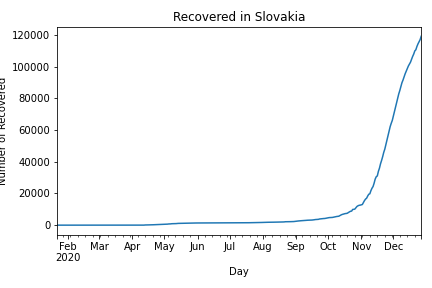 Recovered in Slovakia
120000
100000
80000
60000
40000
20000
0
Number of Recovered
Feb Mar Apr May Jun Jul Aug Sep Oct Nov Dec
2020
Day